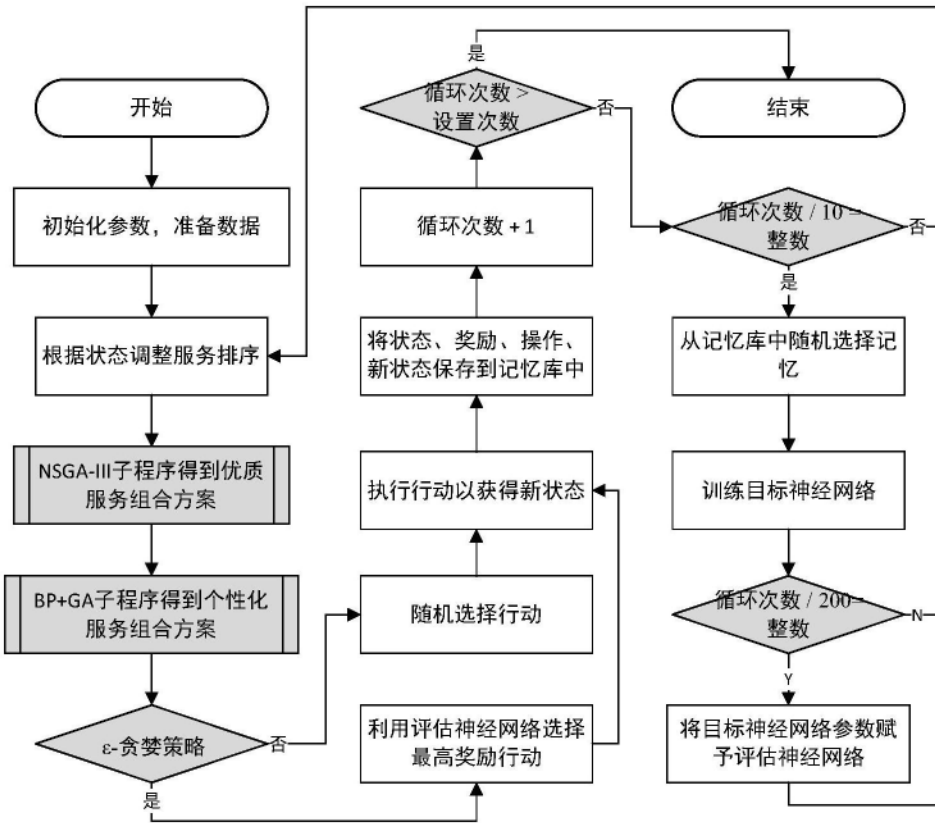 开始
初始化参数，准备数据
根据状态调整服务排序
NSGA-III子程序得到优质
服务组合方案
BP+GA子程序得到个性化
服务组合方案
ε-贪婪策略
否
是
利用评估神经网络选择
最高奖励行动
随机选择行动
执行行动以获得新状态
将状态、奖励、操作、
新状态保存到记忆库中
循环次数 + 1
循环次数 >
设置次数
是
否
结束
循环次数 / 10 =
整数
否
是
从记忆库中随机选择记
忆
训练目标神经网络
循环次数 / 200=
整数
N
Y
将目标神经网络参数赋
予评估神经网络